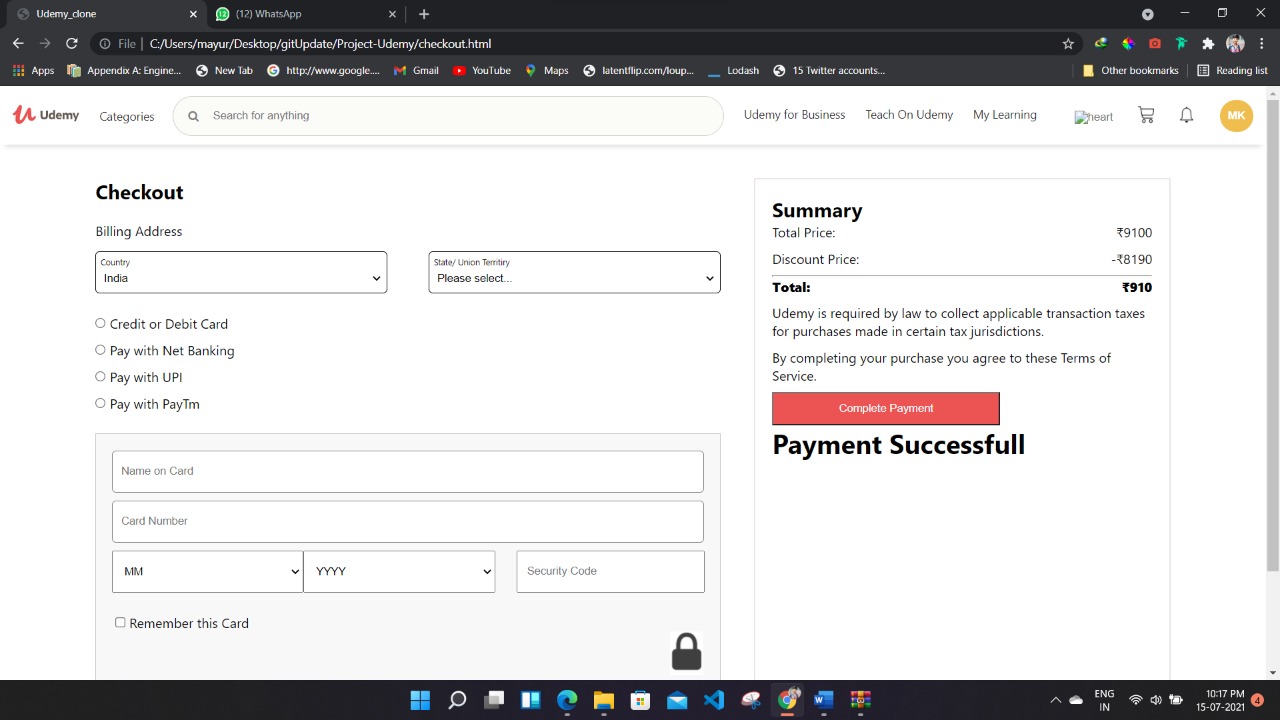 Udemy_clone
(12) WhatsApp
File C:/Users/mayur/Desktop/gitUpdate/Project-Udemy/checkout.html
Apps Appendix A: Engine... New Tab http://www.google.... Gmail YouTube Maps latentflip.com/loup... Lodash 15 Twitter accounts... Other bookmarks Reading list
Udemy Categories Search for anything Udemy for Business Teach On Udemy My Learning heart MK
Checkout
Billing Address
Country
India
State/ Union Territiry
Please select...
Credit or Debit Card
Pay with Net Banking
Pay with UPI
Pay with PayTm
Name on Card
Card Number
MM YYYY Security Code
Remember this Card
Summary
Total Price: ₹9100
Discount Price: -₹8190
Total: ₹910
Udemy is required by law to collect applicable transaction taxes
for purchases made in certain tax jurisdictions.
By completing your purchase you agree to these Terms of
Service.
Complete Payment
Payment Successfull
ENG
IN
10:17 PM
15-07-2021
4